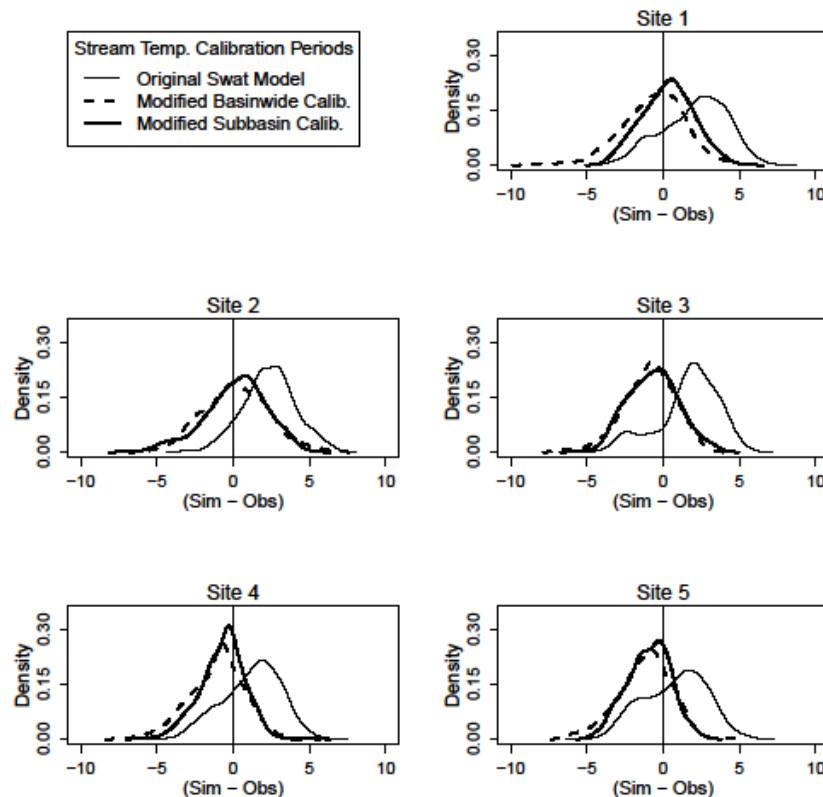 Stream Temp. Calibration Periods
Original Swat Model
Modified Basinwide Calib.
Modified Subbasin Calib.
Site 1
Density
0.00 0.15 0.30
−10 −5 0 5 10
(Sim − Obs)
Site 2
Density
0.00 0.15 0.30
−10 −5 0 5 10
(Sim − Obs)
Site 3
Density
0.00 0.15 0.30
−10 −5 0 5 10
(Sim − Obs)
Site 4
Density
0.00 0.15 0.30
−10 −5 0 5 10
(Sim − Obs)
Site 5
Density
0.00 0.15 0.30
−10 −5 0 5 10
(Sim − Obs)